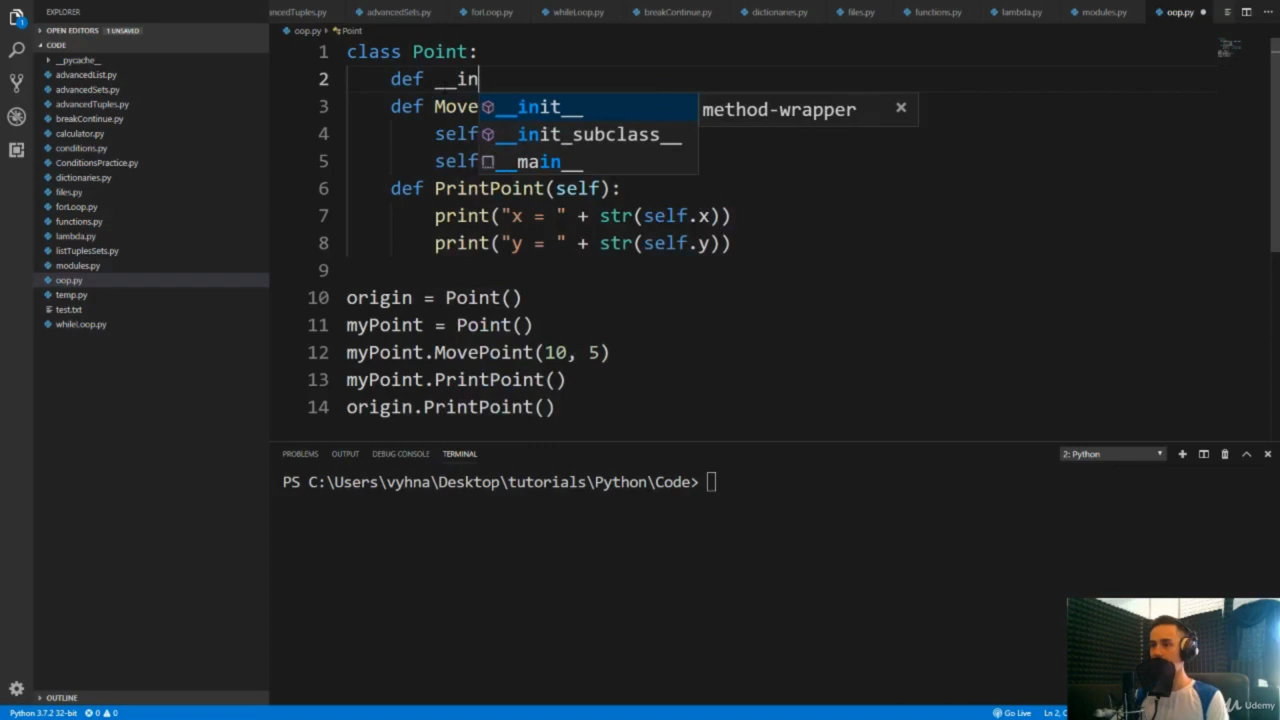 EXPLORER
ancedTuples.py advancedSets.py forLoop.py whileLoop.py breakContinue.py dictionaries.py files.py functions.py lambda.py modules.py oop.py
OPEN EDITORS 1 UNSAVED
CODE
__pycache__
advancedList.py
advancedSets.py
advancedTuples.py
breakContinue.py
calculator.py
conditions.py
ConditionsPractice.py
dictionaries.py
files.py
forLoop.py
functions.py
lambda.py
listTuplesSets.py
modules.py
oop.py
temp.py
test.txt
whileLoop.py
OUTLINE
oop.py Point
1 class Point:
2 def __in
3 def Move
4 self
5 self
6 def PrintPoint(self):
7 print("x = " + str(self.x))
8 print("y = " + str(self.y))
9
10 origin = Point()
11 myPoint = Point()
12 myPoint.MovePoint(10, 5)
13 myPoint.PrintPoint()
14 origin.PrintPoint()
__init__
__init_subclass__
__main__
method-wrapper
PROBLEMS OUTPUT DEBUG CONSOLE TERMINAL 2: Python
PS C:\Users\vyhna\Desktop\tutorials\Python\Code>
Udemy
Python 3.7.2 32-bit 0 0 Go Live Ln 2,